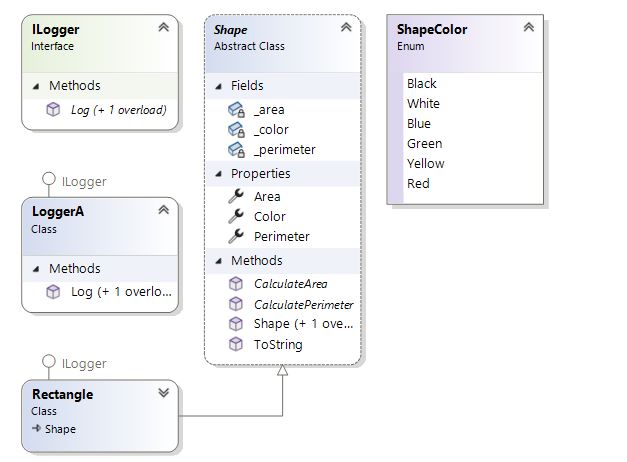 ILogger
Interface
Methods
Log (+ 1 overload)
ILogger
LoggerA
Class
Methods
Log (+ 1 overlo...
ILogger
Rectangle
Class
Shape
Shape
Abstract Class
Fields
_area
_color
_perimeter
Properties
Area
Color
Perimeter
Methods
CalculateArea
CalculatePerimeter
Shape (+ 1 ove...
ToString
ShapeColor
Enum
Black
White
Blue
Green
Yellow
Red